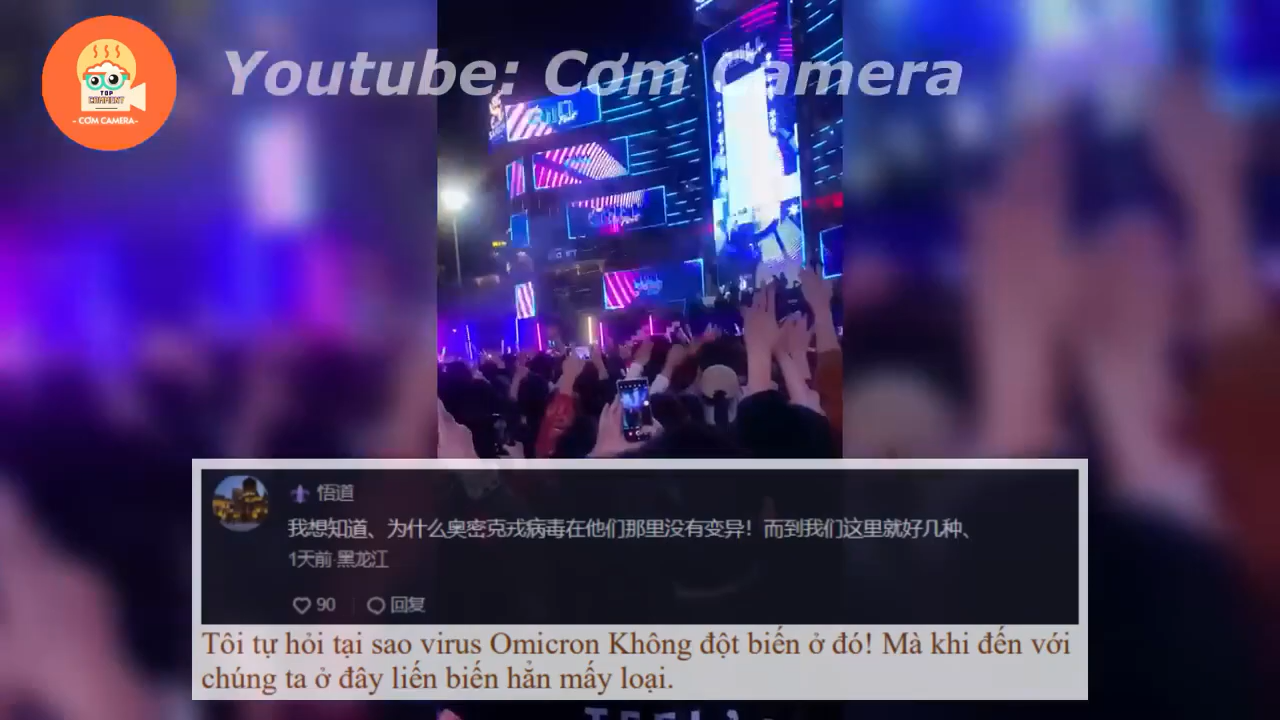 Youtube: Cơm Camera
TOP
COMMENT
- CƠM CAMERA-
悟道
我想知道、为什么奥密克戎病毒在他们那里没有变异！而到我们这里就好几种、
1天前·黑龙江
90
回复
Tôi tự hỏi tại sao virus Omicron Không đột biến ở đó! Mà khi đến với
chúng ta ở đây liến biến hẳn mấy loại.